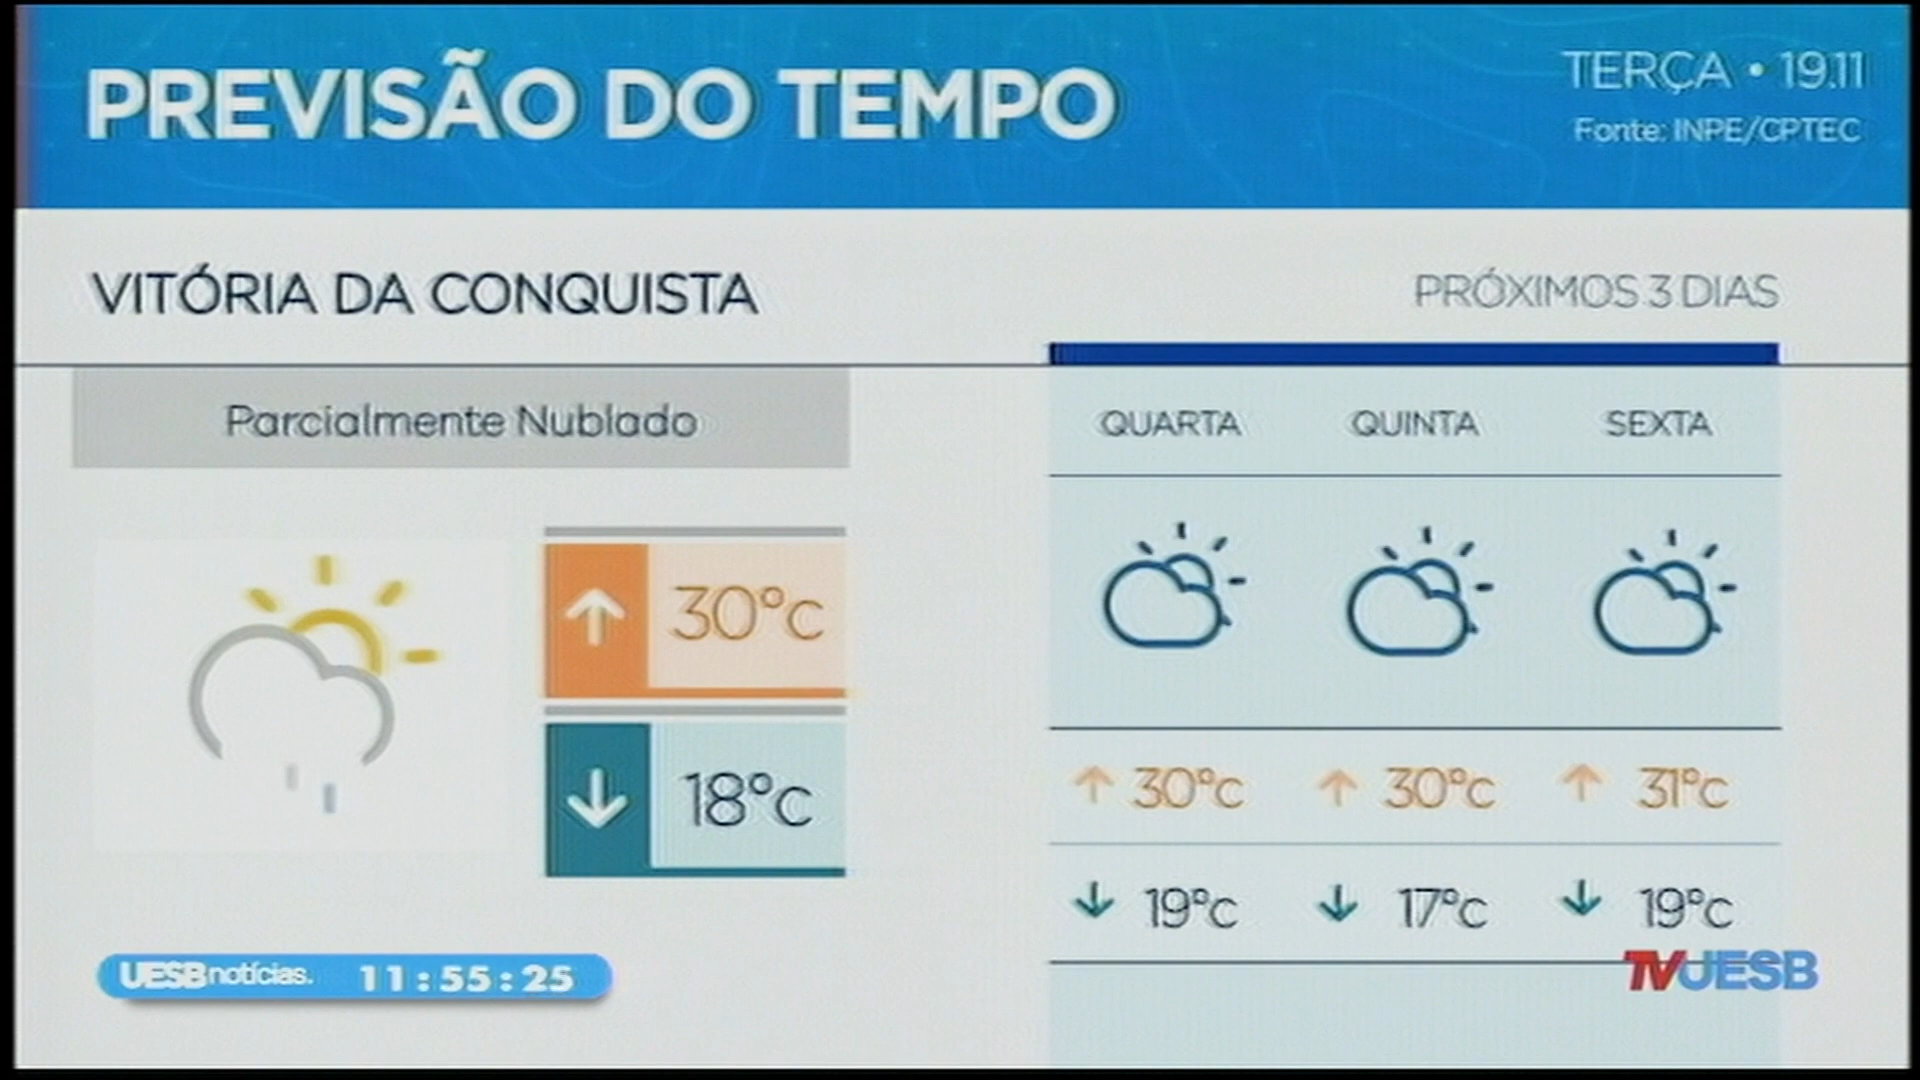 PREVISÃO DO TEMPO
TERÇA • 19.11
Fonte: INPE/CPTEC
VITÓRIA DA CONQUISTA
PRÓXIMOS 3 DIAS
Parcialmente Nublado
30°c
18°c
QUARTA QUINTA SEXTA
30°c 30°c 31°c
19°c 17°c 19°c
UESBnotícias. 11:55:25
TVUESB